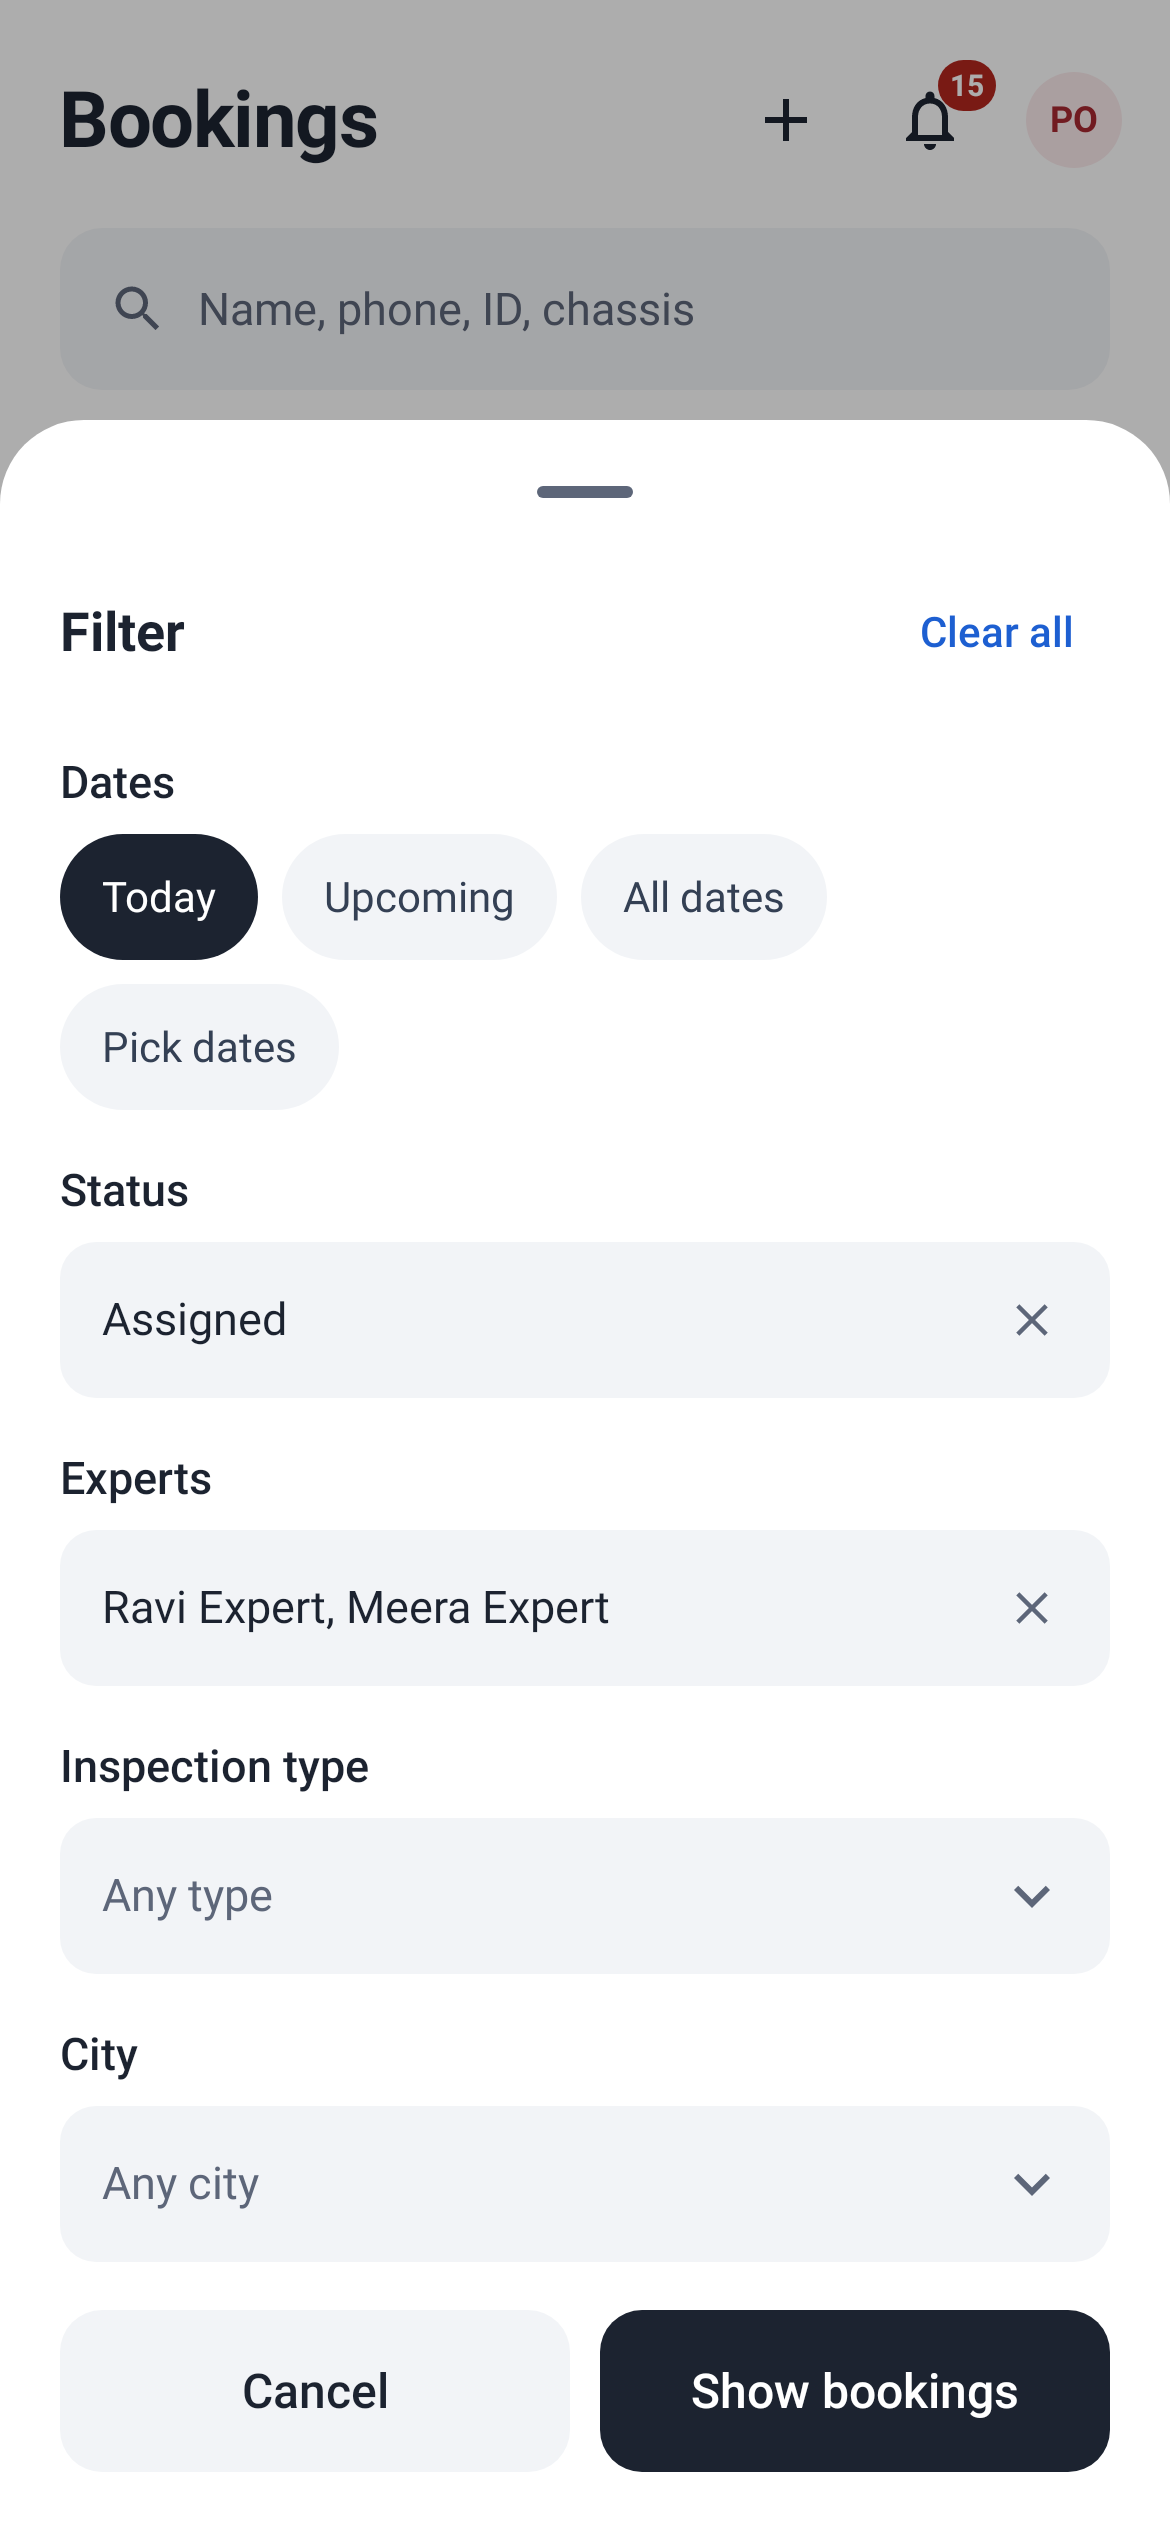 Bookings
15
PO
Name, phone, ID, chassis
Filter
Clear all
Dates
Today
Upcoming
All dates
Pick dates
Status
Assigned
Experts
Ravi Expert, Meera Expert
Inspection type
Any type
City
Any city
Cancel
Show bookings